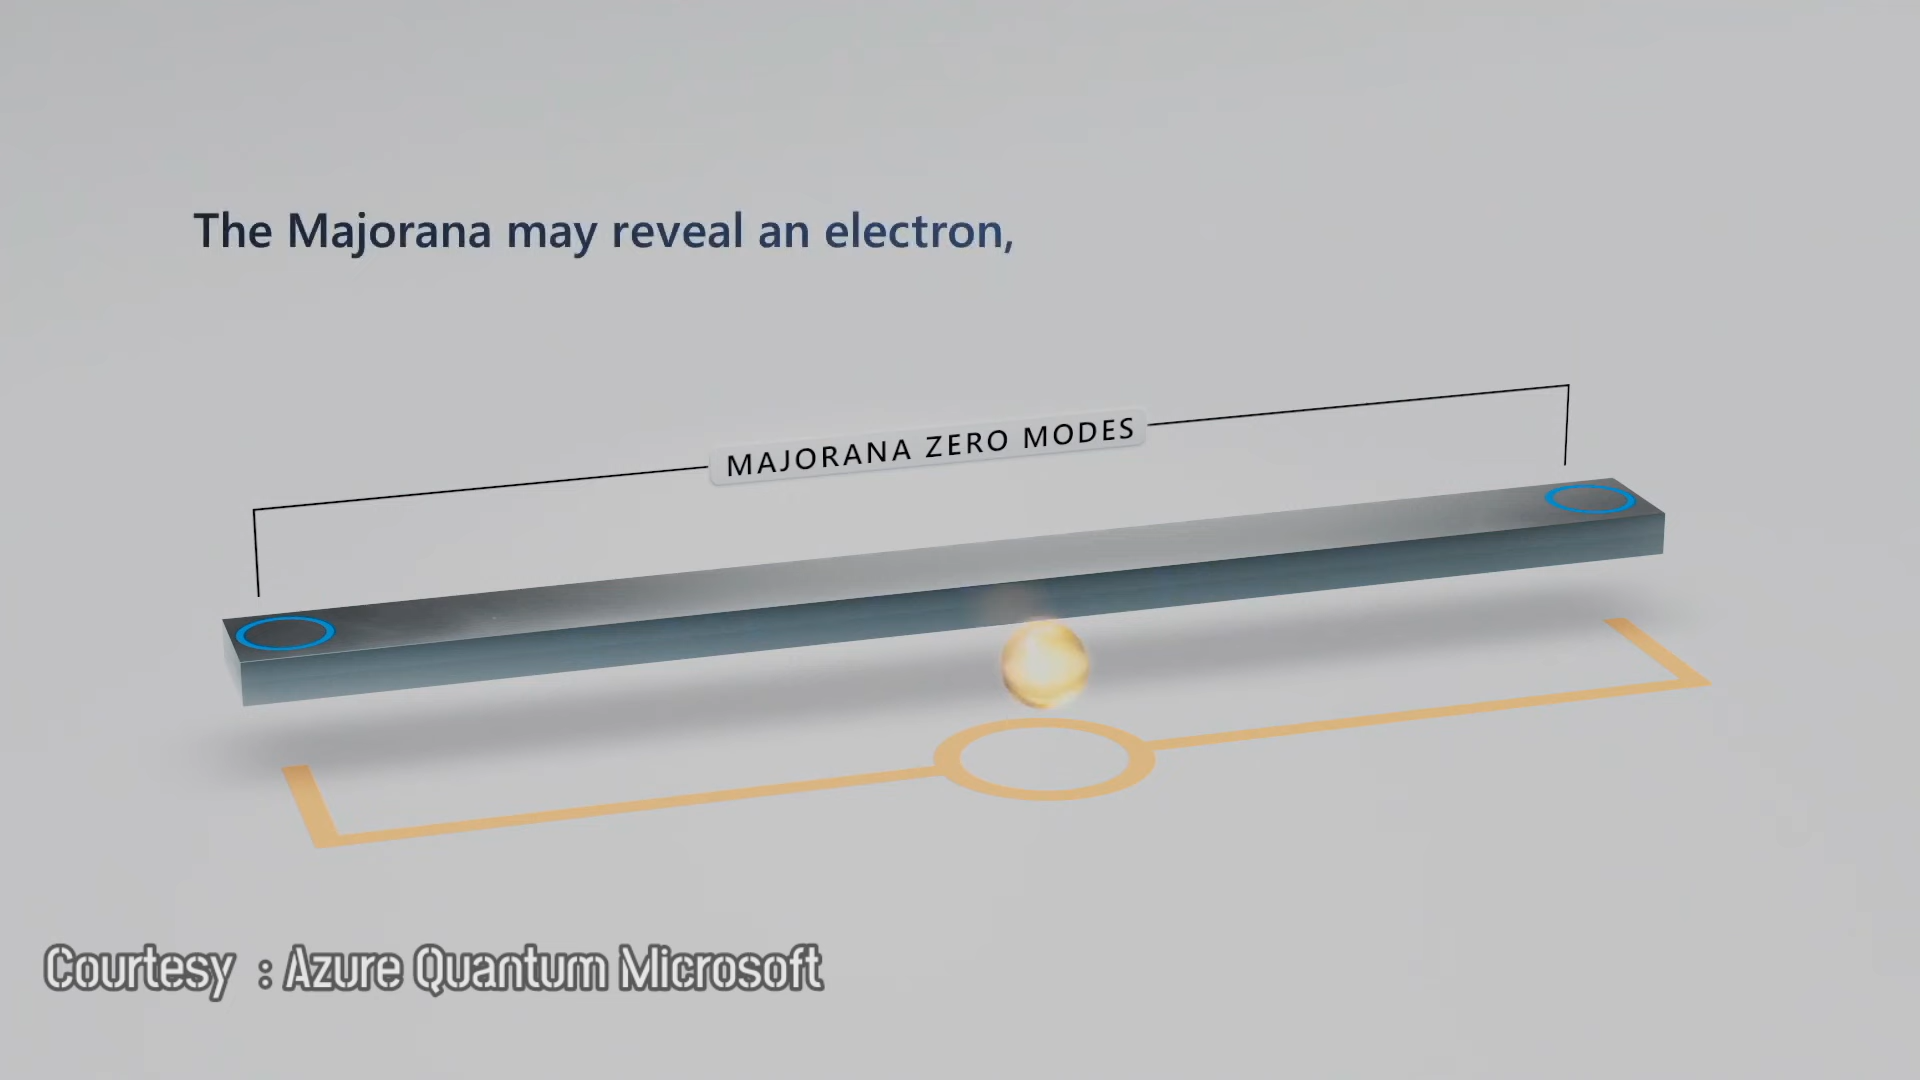 The Majorana may reveal an electron,
MAJORANA ZERO MODES
Courtesy : Azure Quantum Microsoft